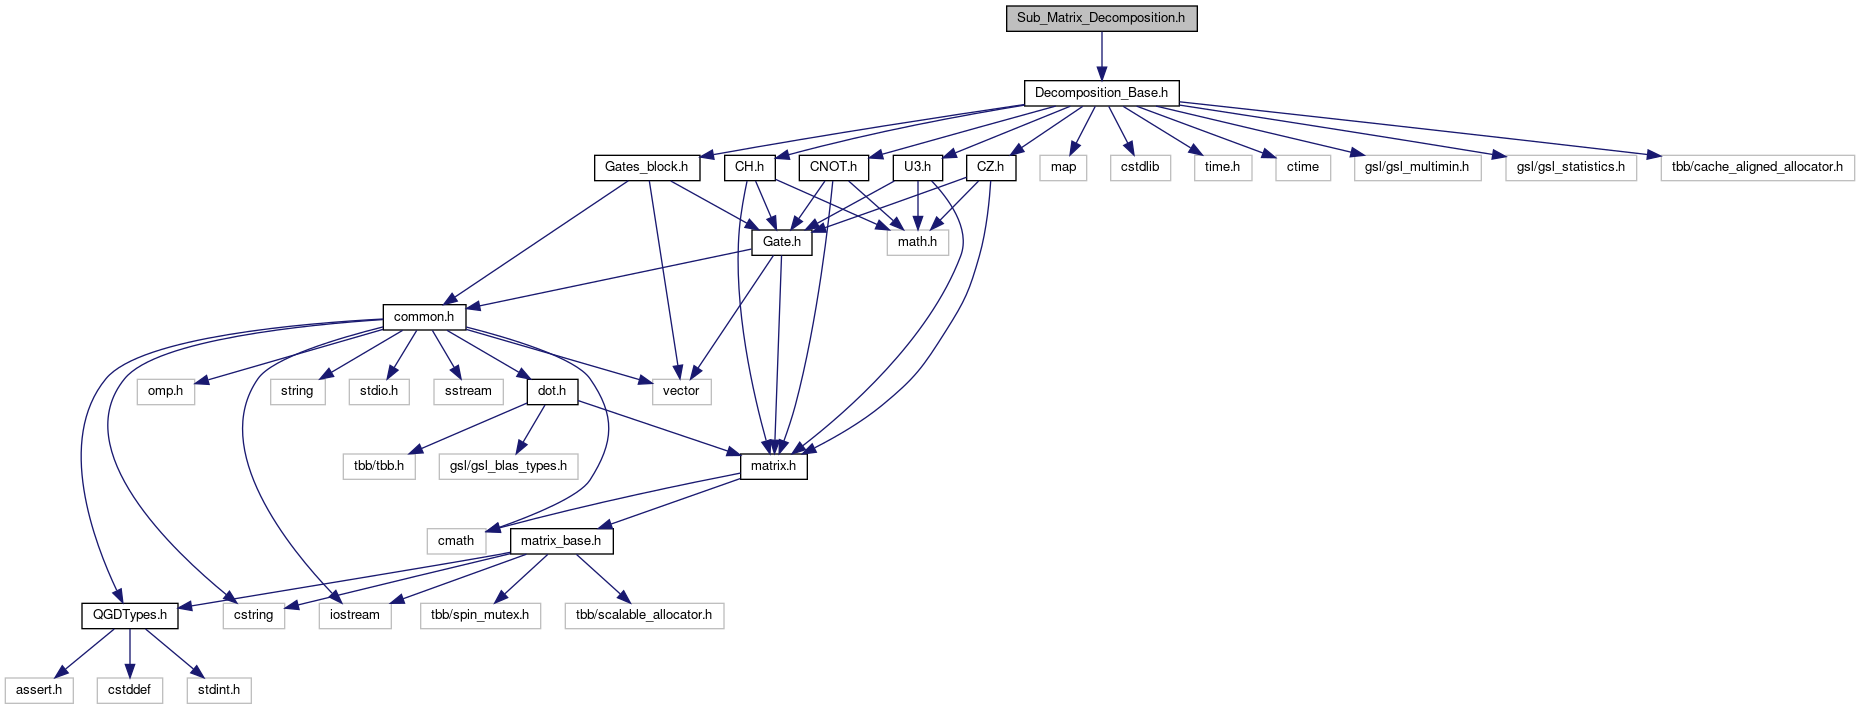 Sub_Matrix_Decomposition.h
Decomposition_Base.h
Gates_block.h
CH.h
CNOT.h
U3.h
CZ.h
map
cstdlib
time.h
ctime
gsl/gsl_multimin.h
gsl/gsl_statistics.h
tbb/cache_aligned_allocator.h
Gate.h
math.h
common.h
omp.h
string
stdio.h
sstream
dot.h
vector
tbb/tbb.h
gsl/gsl_blas_types.h
matrix.h
cmath
matrix_base.h
QGDTypes.h
cstring
iostream
tbb/spin_mutex.h
tbb/scalable_allocator.h
assert.h
cstddef
stdint.h